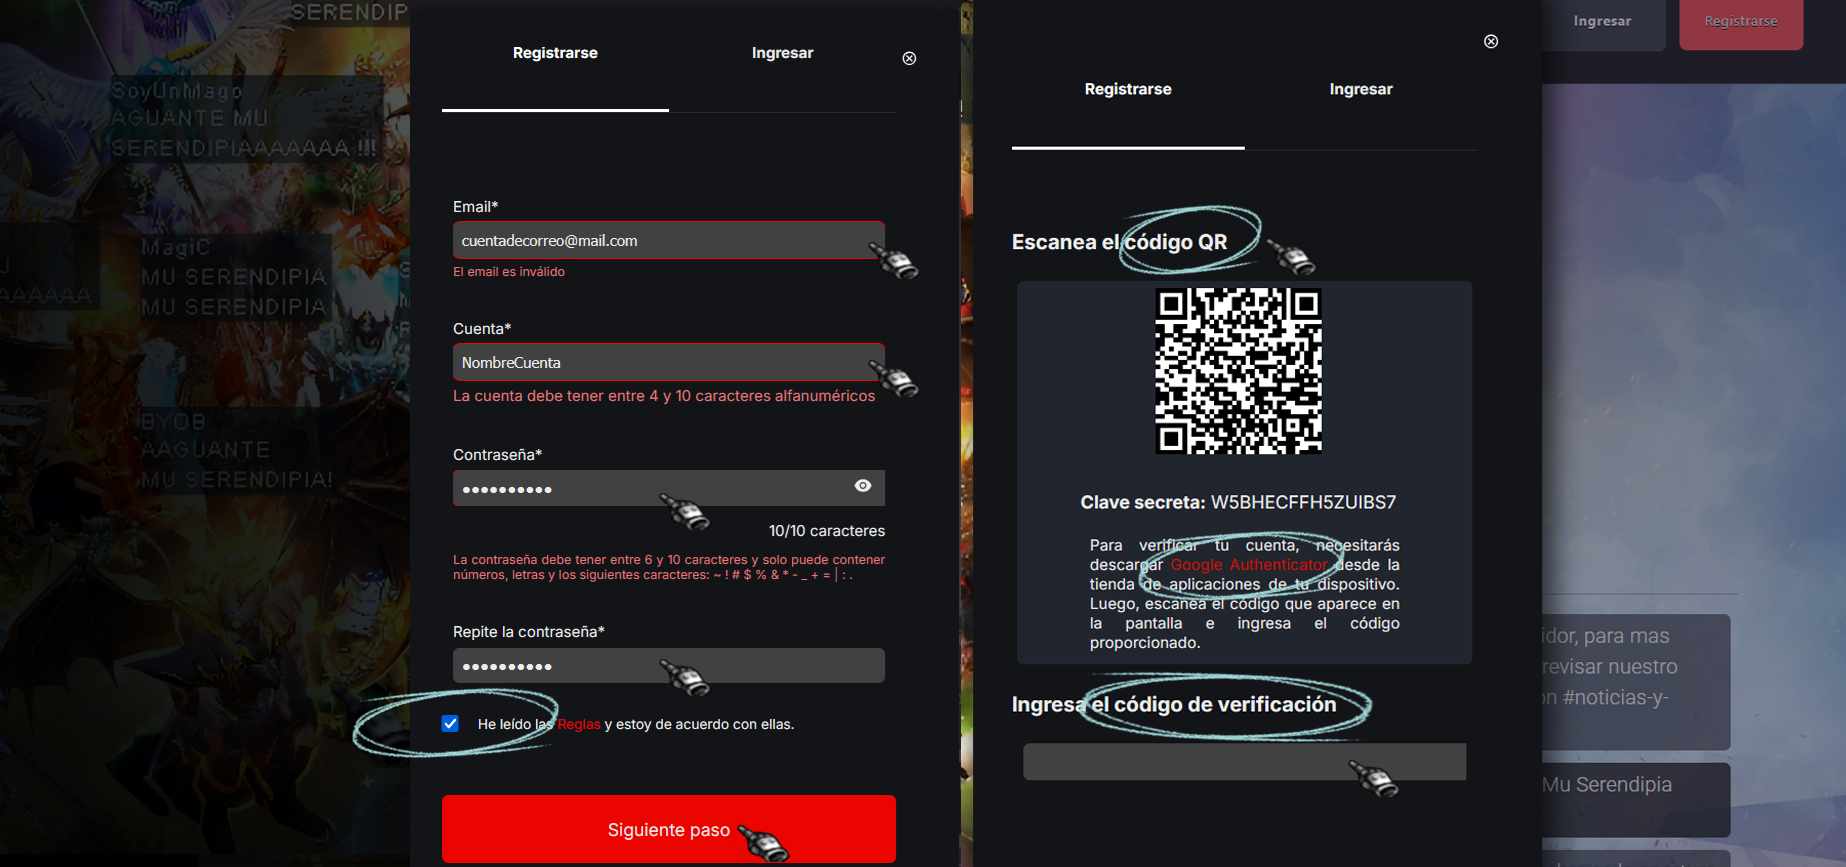 SERENDIP
SoyUnMago
AGUANTE MU
SERENDIPIAAAAAAA !!!
MagiC
MU SERENDIPIA
MU SERENDIPIA
AAAAAA
BYOB
AAGUANTE
MU SERENDIPIA!
Registrarse
Ingresar
Email*
cuentadecorreo@mail.com
El email es inválido
Cuenta*
NombreCuenta
La cuenta debe tener entre 4 y 10 caracteres alfanuméricos
Contraseña*
10/10 caracteres
La contraseña debe tener entre 6 y 10 caracteres y solo puede contener
números, letras y los siguientes caracteres: ~ ! # $ % & * - _ + = | : .
Repite la contraseña*
He leído las Reglas y estoy de acuerdo con ellas.
Siguiente paso
Registrarse
Ingresar
Escanea el código QR
Clave secreta: W5BHECFFH5ZUIBS7
Para verificar tu cuenta, necesitarás
descargar Google Authenticator desde la
tienda de aplicaciones de tu dispositivo.
Luego, escanea el código que aparece en
la pantalla e ingresa el código
proporcionado.
Ingresa el código de verificación
Ingresar
Registrarse
idor, para mas
revisar nuestro
on #noticias-y-
Mu Serendipia